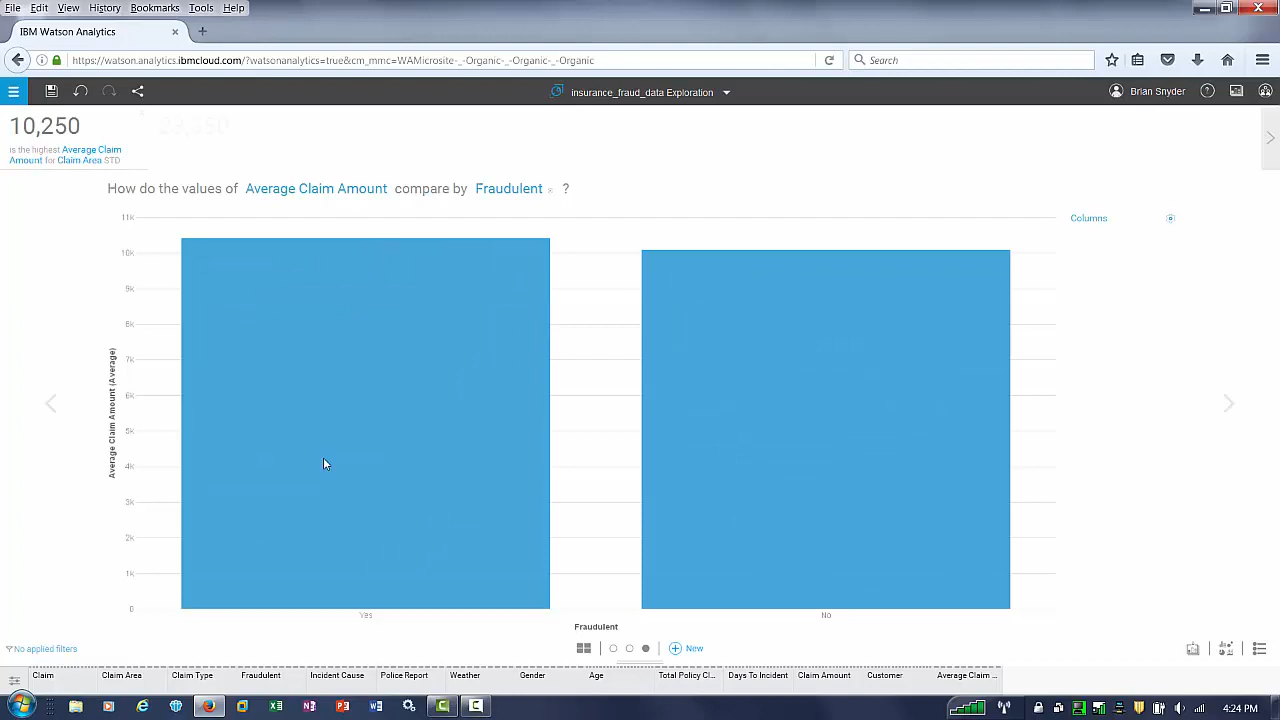 File Edit View History Bookmarks Tools Help
IBM Watson Analytics
https://watson.analytics.ibmcloud.com/?watsonanalytics=true&cm_mmc=WAMicrosite-_-Organic-_-Organic-_-Organic
Search
insurance_fraud_data Exploration
Brian Snyder
10,250
is the highest Average Claim
Amount for Claim Area STD
How do the values of Average Claim Amount compare by Fraudulent ?
Columns
11k
10k
9k
8k
7k
6k
5k
4k
3k
2k
1k
0
Average Claim Amount (Average)
Yes No
Fraudulent
No applied filters
New
Claim Claim Area Claim Type Fraudulent Incident Cause Police Report Weather Gender Age Total Policy Cl... Days To Incident Claim Amount Customer Average Claim ...
4:24 PM